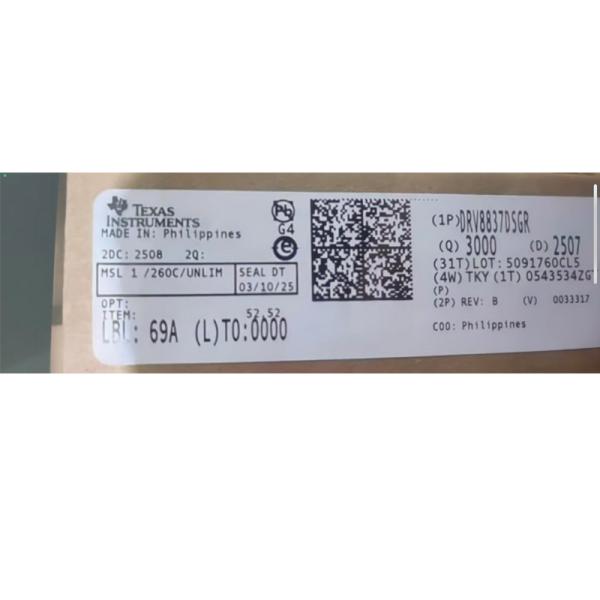 TEXAS
INSTRUMENTS
MADE IN: Philippines
2DC: 2508 2Q:
MSL 1 /260C/UNLIM
SEAL DT
03/10/25
OPT:
ITEM: 52,52
LBL: 69A (L)TO:0000
Pb
G4
e
(1P)DRV8837DSGR
(Q) 3000 (D) 2507
(31T)LOT:5091760CL5
(4W)TKY(1T) 0543534ZG
(P)
(2P) REV: B (V) 0033317
COO: Philippines